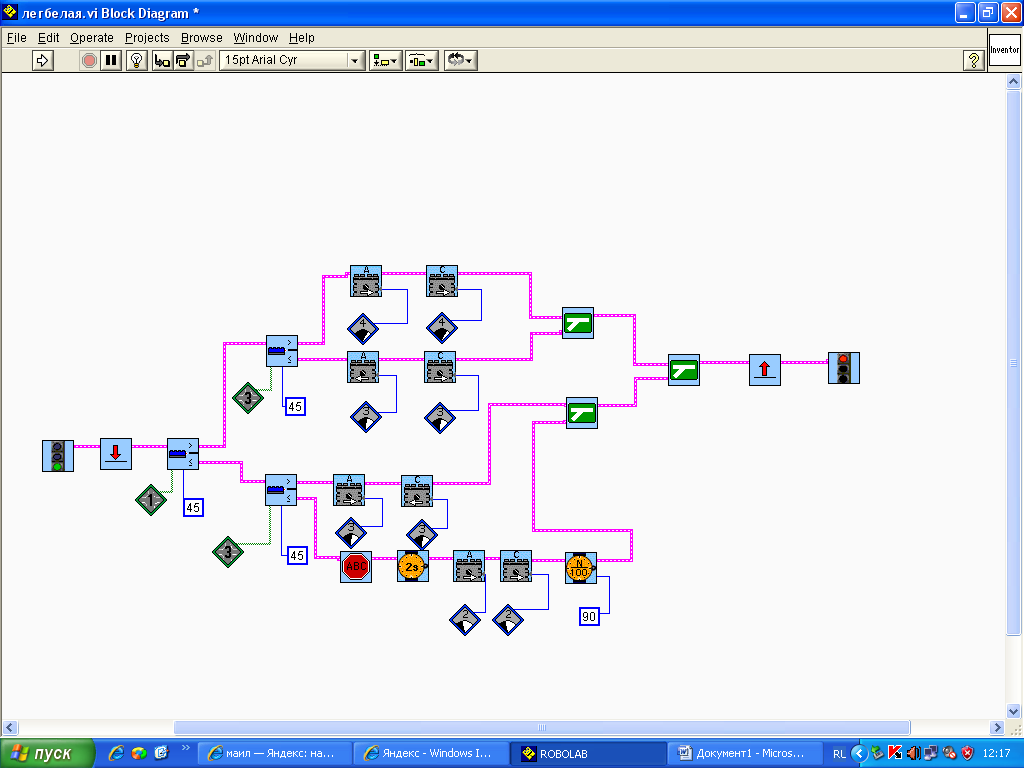 легбелая.vi Block Diagram *
File Edit Operate Projects Browse Window Help
15pt Arial Cyr
?
Inventor
A C
4 4
> 
≤
A C
3 45
3 3
>
≤
1 45
>
≤
A C
3 3
3 45
ABC 2s A C N
100
2 2 90
пуск
маил — Яндекс: на...
Яндекс - Windows I...
ROBOLAB
Документ1 - Micros...
RL
12:17